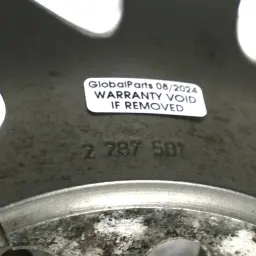 GlobalParts 08/2024
WARRANTY VOID
IF REMOVED
2 287 501